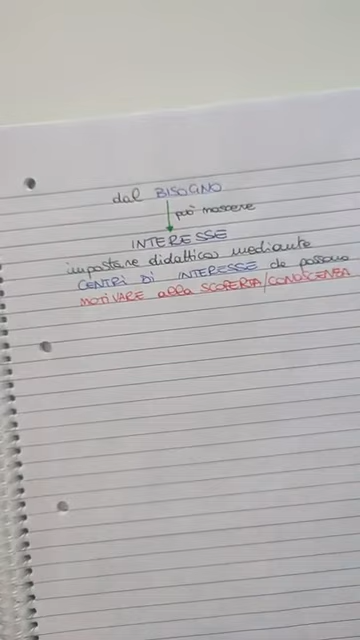 dal BISOGNO
può nascere
INTERESSE
impostare didattica mediante
CENTRI DI INTERESSE che possono
MOTIVARE alla SCOPERTA/CONOSCENZA